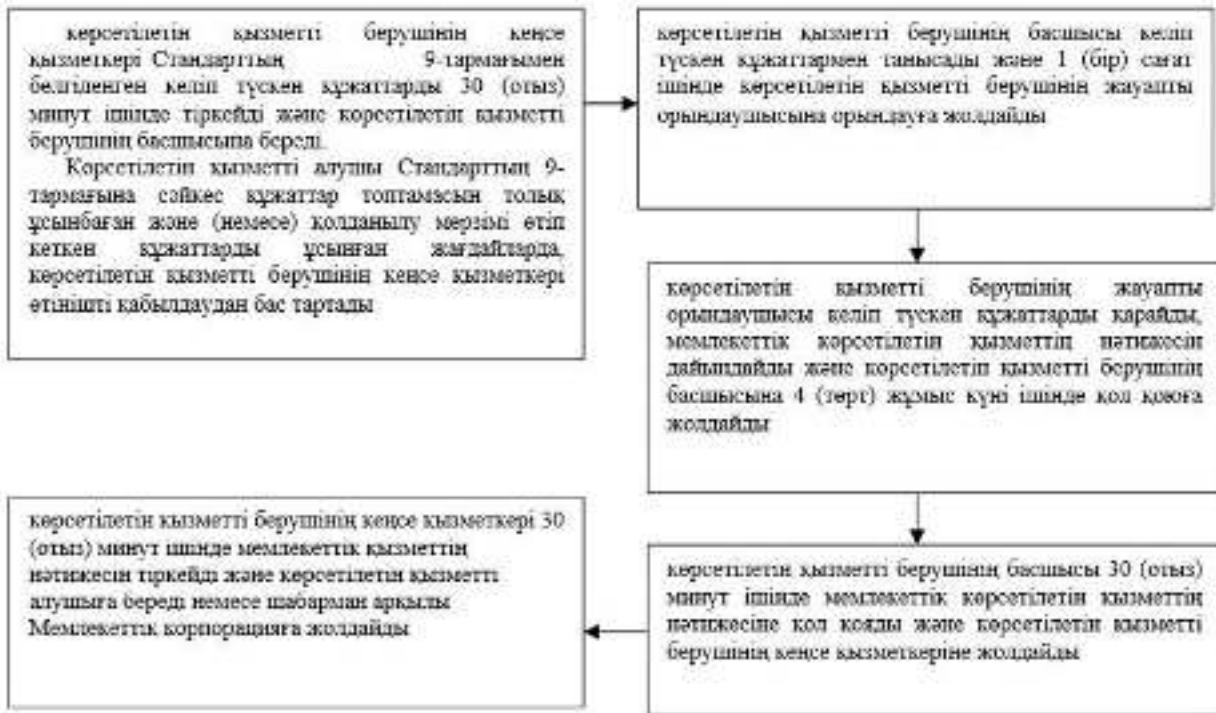 көрсетілетін қызметті берушінің кеңсе
қызметкері Стандарттың 9-тармағымен
белгіленген келіп түскен құжаттарды 30 (отыз)
минут ішінде тіркейді және көрсетілетін қызметті
берушінің басшысына береді.
Көрсетілетін қызметті алушы Стандарттың 9-
тармағына сәйкес құжаттар топтамасын толық
ұсынбаған және (немесе) қолданылу мерзімі өтіп
кеткен құжаттарды ұсынған жағдайларда,
көрсетілетін қызметті берушінің кеңсе қызметкері
өтінішті қабылдаудан бас тартады
көрсетілетін қызметті берушінің басшысы келіп
түскен құжаттармен танысады және 1 (бір) сағат
ішінде көрсетілетін қызметті берушінің жауапты
орындаушысына орындауға жолдайды
көрсетілетін қызметті берушінің жауапты
орындаушысы келіп түскен құжаттарды қарайды,
мемлекеттік көрсетілетін қызметтің нәтижесін
дайындайды және көрсетілетін қызметті берушінің
басшысына 4 (төрт) жұмыс күні ішінде қол қоюға
жолдайды
көрсетілетін қызметті берушінің басшысы 30 (отыз)
минут ішінде мемлекеттік көрсетілетін қызметтің
нәтижесіне қол қояды және көрсетілетін қызметті
берушінің кеңсе қызметкеріне жолдайды
көрсетілетін қызметті берушінің кеңсе қызметкері 30
(отыз) минут ішінде мемлекеттік қызметтің
нәтижесін тіркейді және көрсетілетін қызметті
алушыға береді немесе шабарман арқылы
Мемлекеттік корпорацияға жолдайды